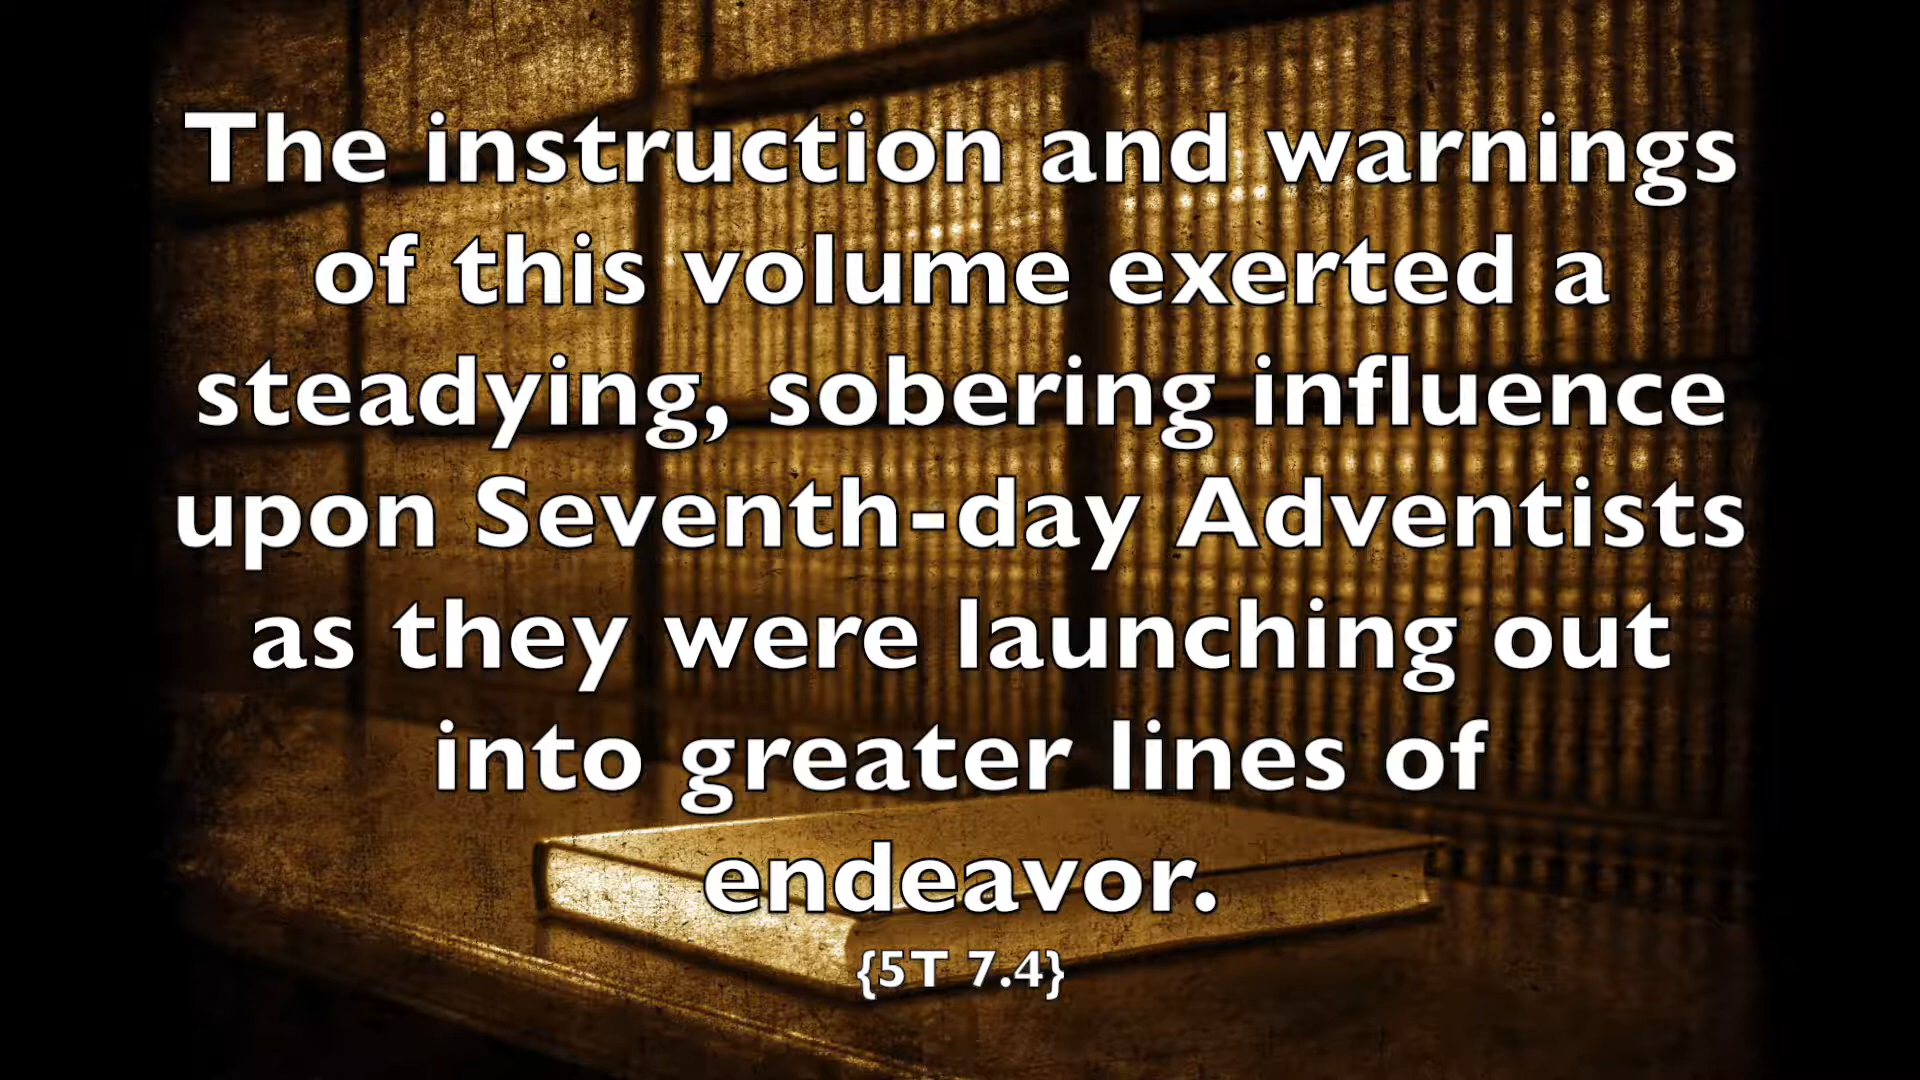 The instruction and warnings
of this volume exerted a
steadying, sobering influence
upon Seventh-day Adventists
as they were launching out
into greater lines of
endeavor.
{5T 7.4}